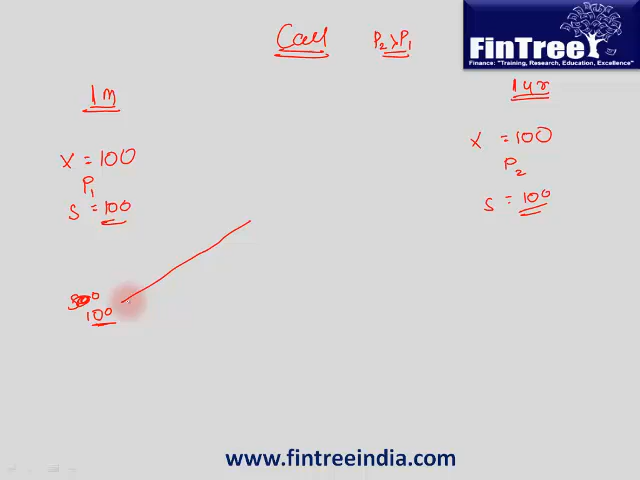 Call
P2 > P1
FinTree
Finance: "Training, Research, Education, Excellence"
1m
1yr
X = 100
P1
S = 100
X = 100
P2
S = 100
100
www.fintreeindia.com